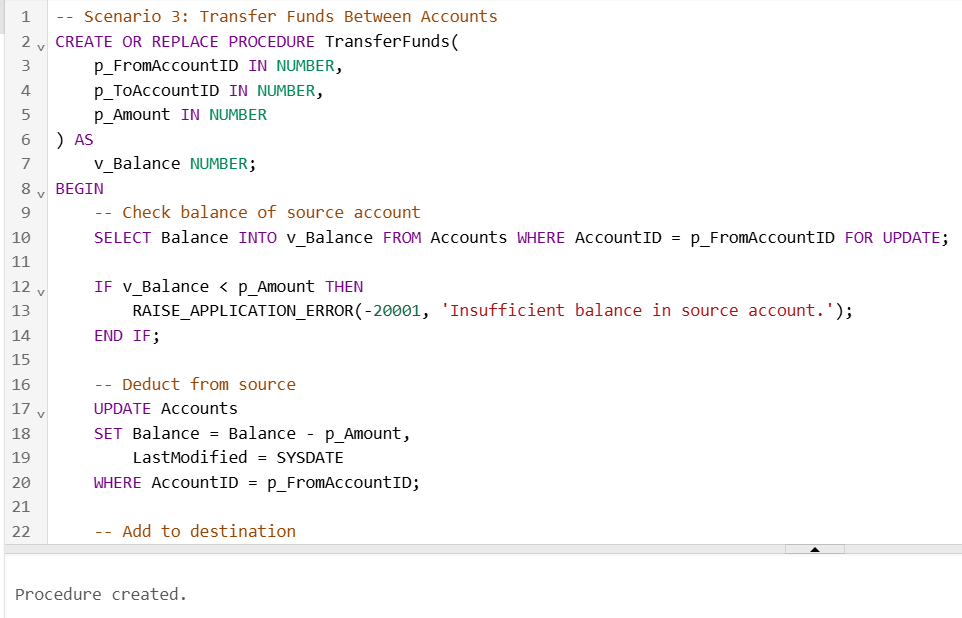 1 -- Scenario 3: Transfer Funds Between Accounts
2 CREATE OR REPLACE PROCEDURE TransferFunds(
3     p_FromAccountID IN NUMBER,
4     p_ToAccountID IN NUMBER,
5     p_Amount IN NUMBER
6 ) AS
7     v_Balance NUMBER;
8 BEGIN
9     -- Check balance of source account
10     SELECT Balance INTO v_Balance FROM Accounts WHERE AccountID = p_FromAccountID FOR UPDATE;
11
12     IF v_Balance < p_Amount THEN
13         RAISE_APPLICATION_ERROR(-20001, 'Insufficient balance in source account.');
14     END IF;
15
16     -- Deduct from source
17     UPDATE Accounts
18     SET Balance = Balance - p_Amount,
19         LastModified = SYSDATE
20     WHERE AccountID = p_FromAccountID;
21
22     -- Add to destination
Procedure created.